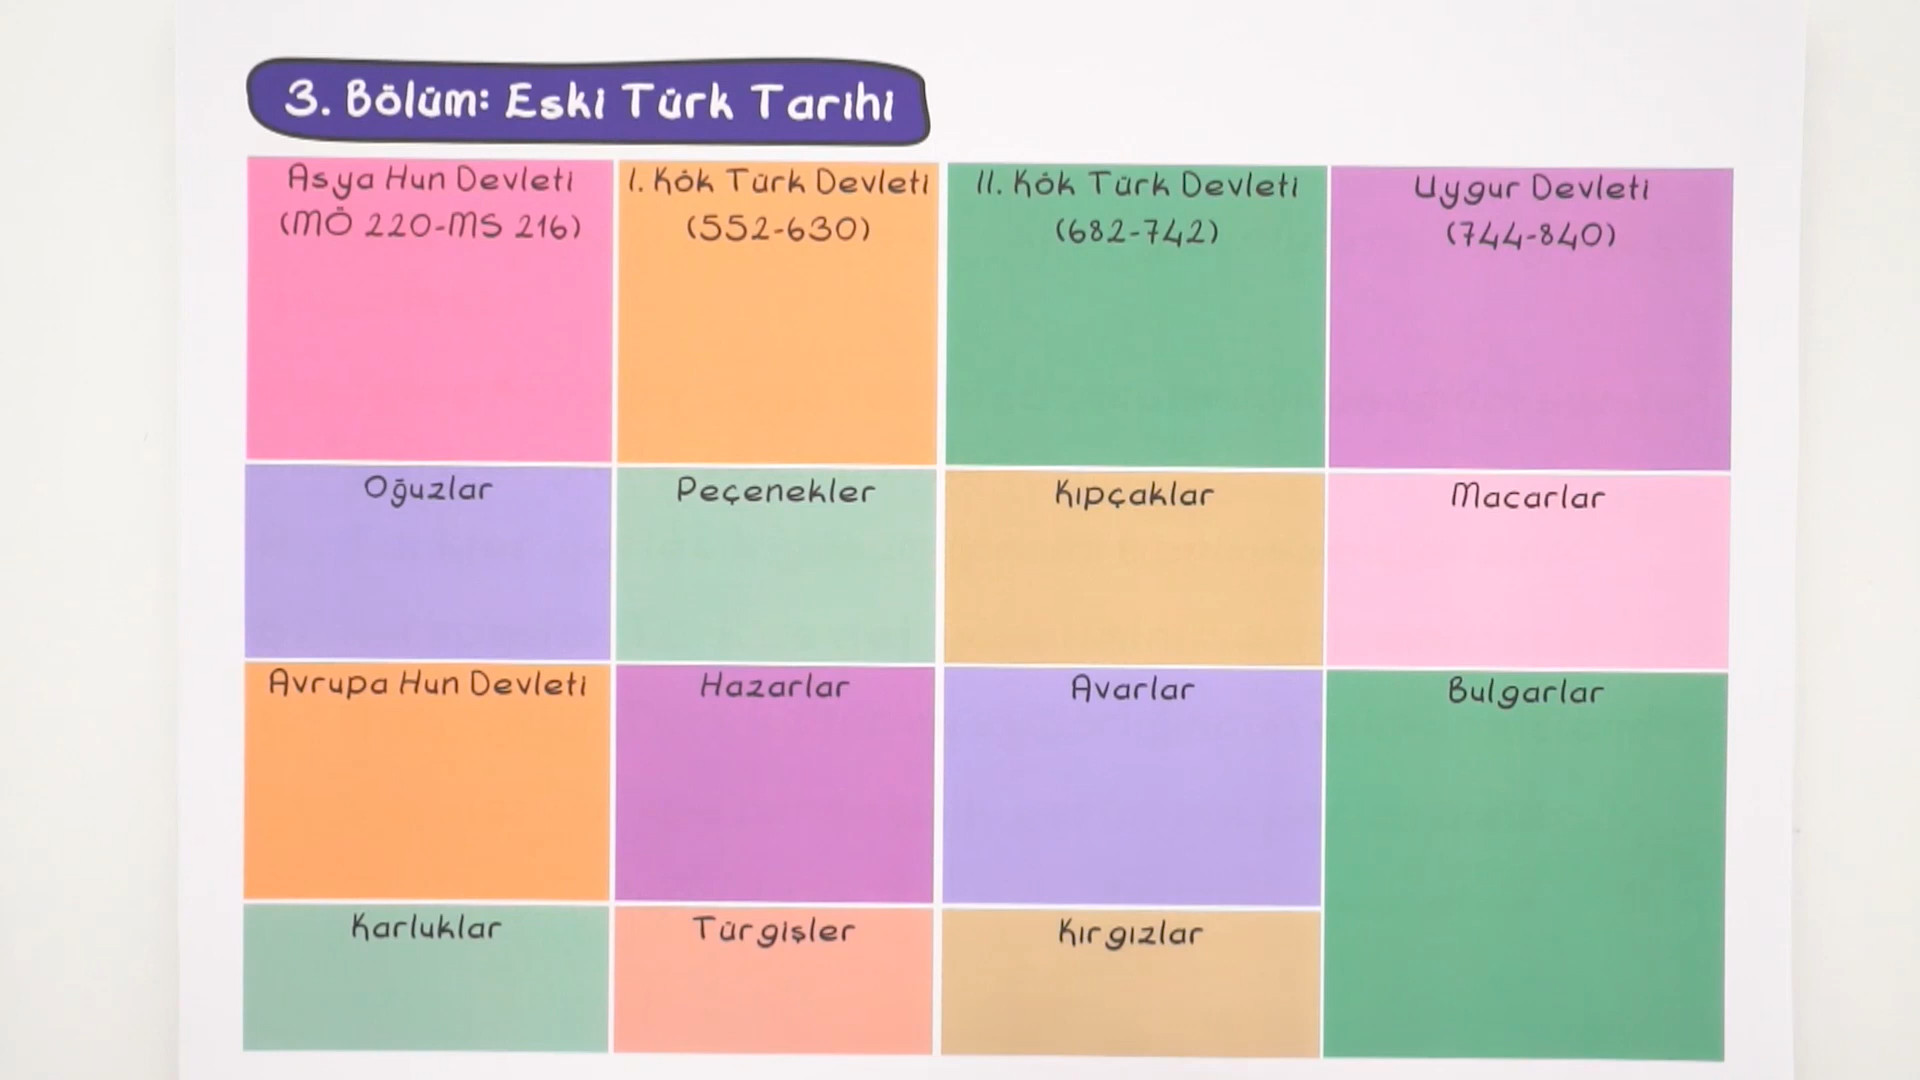 3. Bölüm: Eski Türk Tarihi
Asya Hun Devleti
(MÖ 220-MS 216)
I. Kök Türk Devleti
(552-630)
II. Kök Türk Devleti
(682-742)
Uygur Devleti
(744-840)
Oğuzlar
Peçenekler
Kıpçaklar
Macarlar
Avrupa Hun Devleti
Hazarlar
Avarlar
Bulgarlar
Karluklar
Türgişler
Kırgızlar